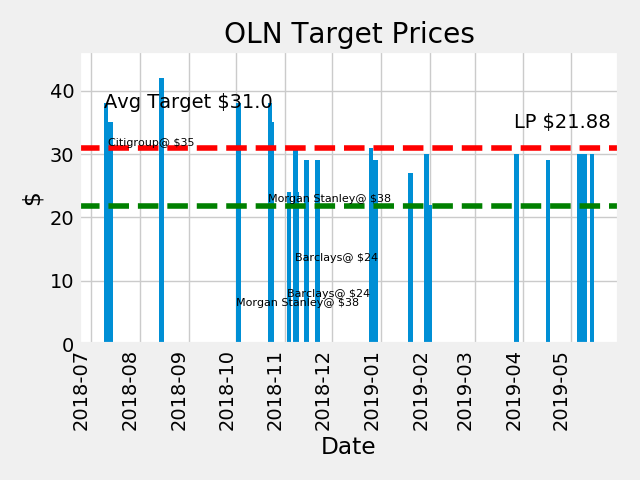 OLN Target Prices
Avg Target $31.0
LP $21.88
Citigroup@ $35
Morgan Stanley@ $38
Barclays@ $24
Barclays@ $24
Morgan Stanley@ $38
$
40
30
20
10
0
2018-07
2018-08
2018-09
2018-10
2018-11
2018-12
2019-01
2019-02
2019-03
2019-04
2019-05
Date